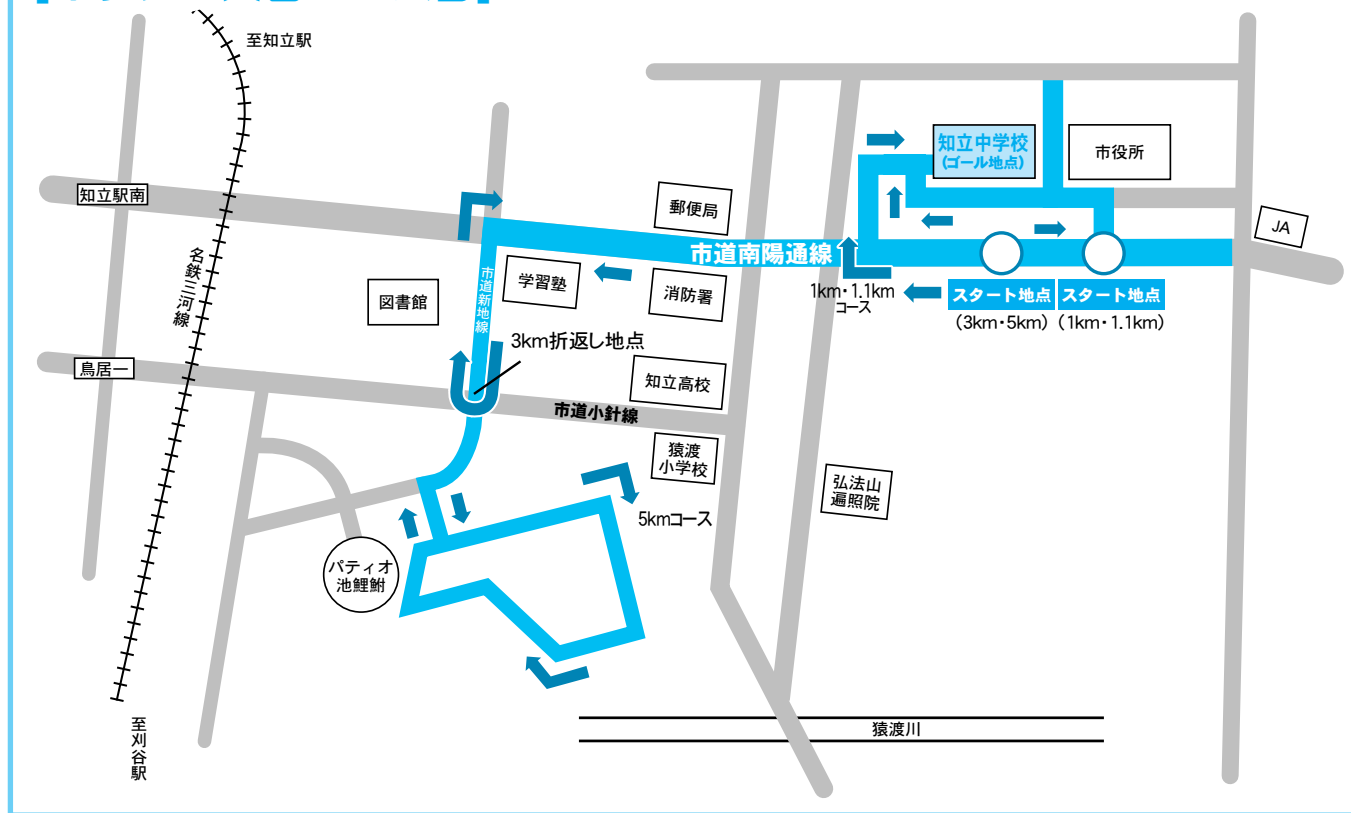 至知立駅
知立中学校
(ゴール地点)
市役所
知立駅南
郵便局
JA
市道南陽通線
名鉄三河線
市道新地線
学習塾
消防署
図書館
1km・1.1km
コース
スタート地点
(3km・5km)
スタート地点
(1km・1.1km)
3km折返し地点
鳥居一
知立高校
市道小針線
猿渡
小学校
弘法山
遍照院
5kmコース
パティオ
池鯉鮒
至刈谷駅
猿渡川